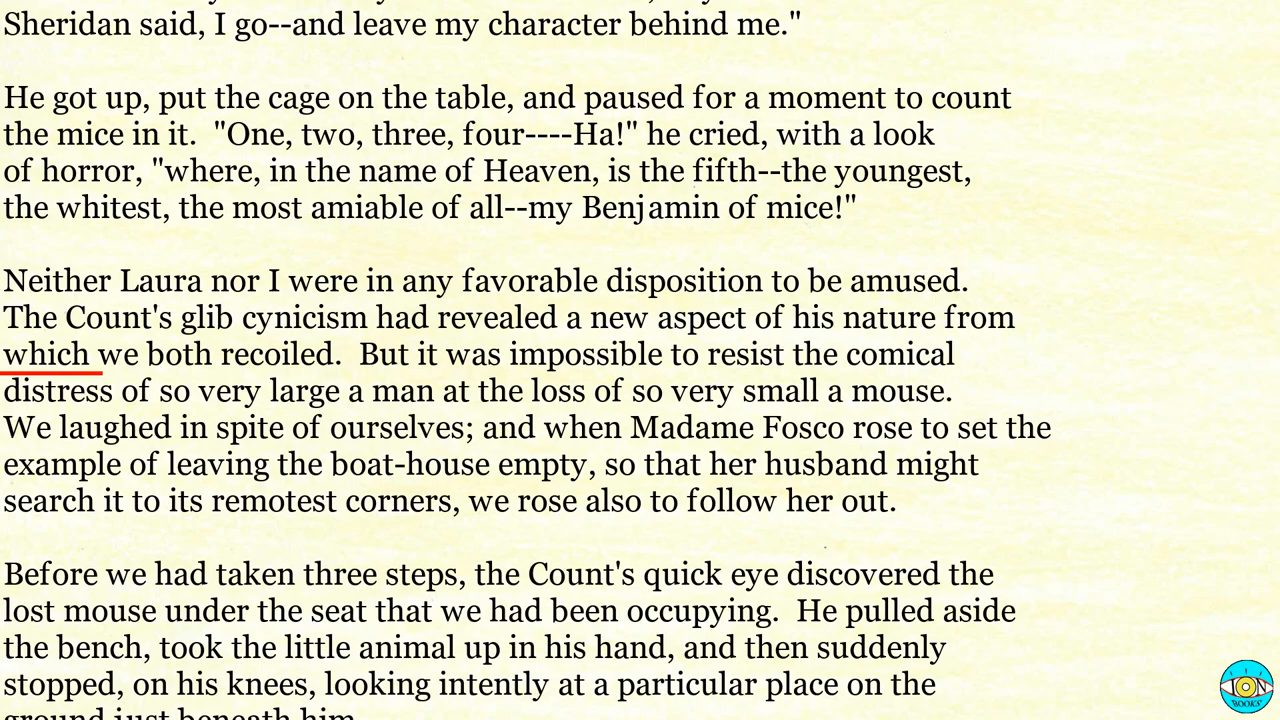 Sheridan said, I go--and leave my character behind me."
He got up, put the cage on the table, and paused for a moment to count
the mice in it.  "One, two, three, four----Ha!" he cried, with a look
of horror, "where, in the name of Heaven, is the fifth--the youngest,
the whitest, the most amiable of all--my Benjamin of mice!"
Neither Laura nor I were in any favorable disposition to be amused.
The Count's glib cynicism had revealed a new aspect of his nature from
which we both recoiled.  But it was impossible to resist the comical
distress of so very large a man at the loss of so very small a mouse.
We laughed in spite of ourselves; and when Madame Fosco rose to set the
example of leaving the boat-house empty, so that her husband might
search it to its remotest corners, we rose also to follow her out.
Before we had taken three steps, the Count's quick eye discovered the
lost mouse under the seat that we had been occupying.  He pulled aside
the bench, took the little animal up in his hand, and then suddenly
stopped, on his knees, looking intently at a particular place on the
ground just beneath him.
ION
BOOKS